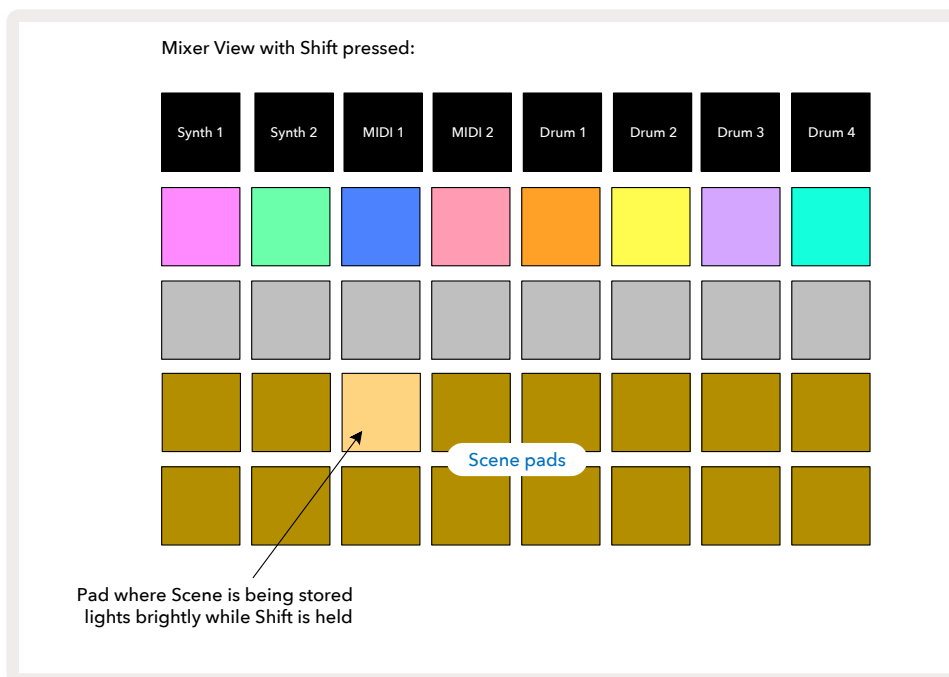 Mixer View with Shift pressed:
Synth 1 Synth 2 MIDI 1 MIDI 2 Drum 1 Drum 2 Drum 3 Drum 4
Scene pads
Pad where Scene is being stored
lights brightly while Shift is held